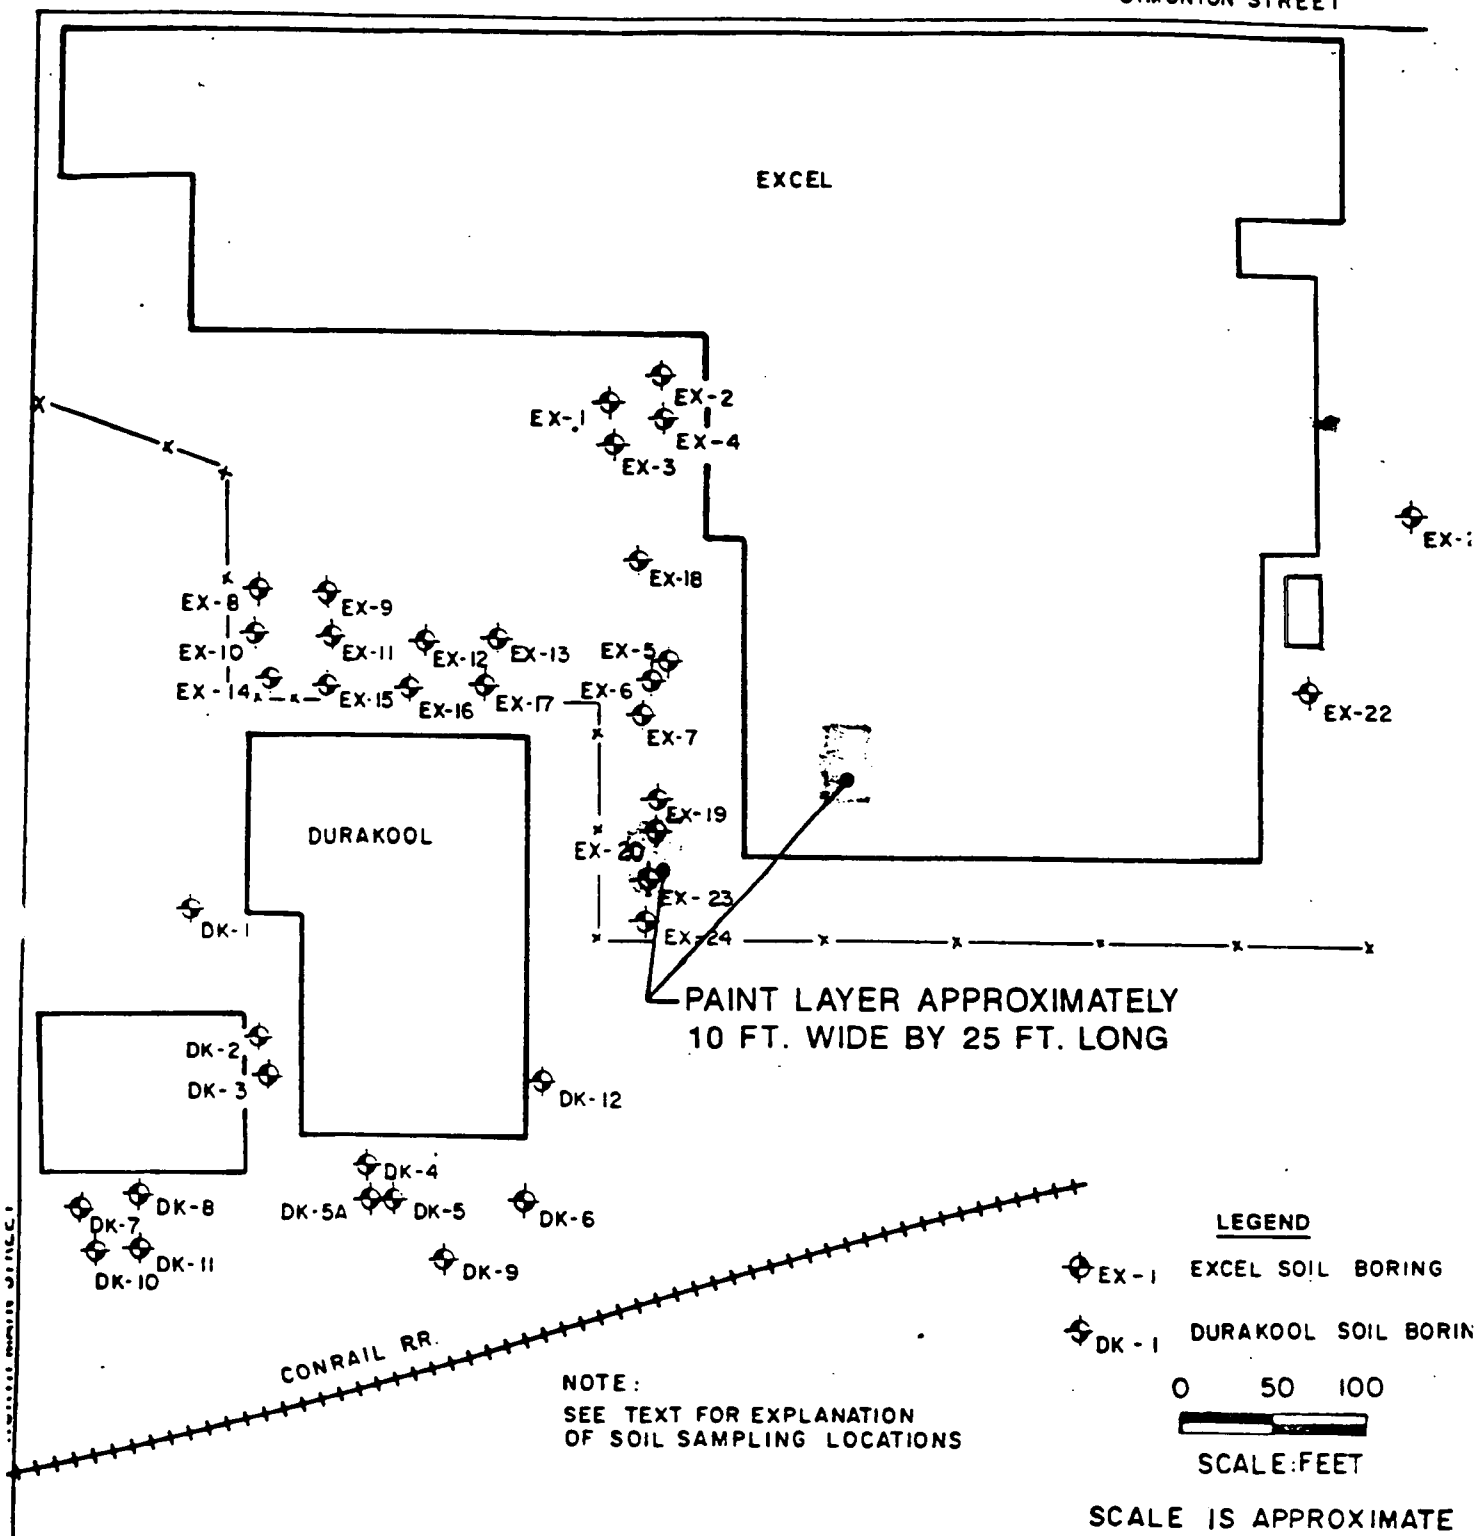 STREET
EXCEL
EX-2
EX-1
EX-4
EX-3
EX-18
EX-8
EX-9
EX-10
EX-11
EX-12
EX-13
EX-5
EX-14
EX-15
EX-16
EX-17
EX-6
EX-7
EX-22
DURAKOOL
EX-19
EX-20
EX-23
EX-24
DK-1
PAINT LAYER APPROXIMATELY
10 FT. WIDE BY 25 FT. LONG
DK-2
DK-3
DK-12
DK-4
DK-5A
DK-5
DK-6
DK-8
DK-7
DK-11
DK-10
DK-9
CONRAIL RR.
LEGEND
EX-1 EXCEL SOIL BORING
DK-1 DURAKOOL SOIL BORIN
NOTE:
SEE TEXT FOR EXPLANATION
OF SOIL SAMPLING LOCATIONS
0 50 100
SCALE:FEET
SCALE IS APPROXIMATE